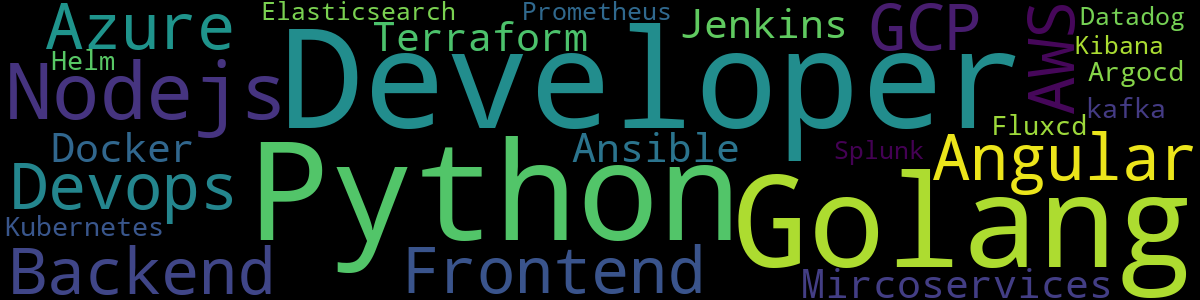 Azure
Elasticsearch
Prometheus
Jenkins
GCP
AWS
Datadog
Terraform
Kibana
Helm
Developer
Argocd
Nodejs
kafka
Fluxcd
Docker
Ansible
Splunk
Angular
Devops
Python
Golang
Kubernetes
Backend
Frontend
Mircoservices